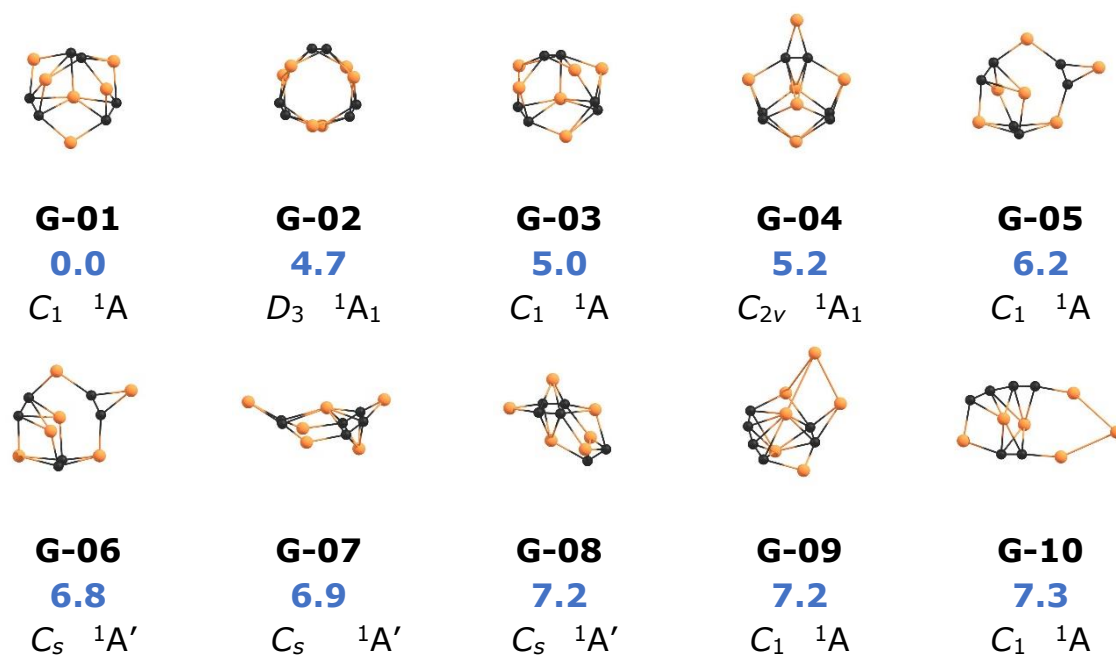 G-01 G-02 G-03 G-04 G-05
0.0 4.7 5.0 5.2 6.2
C₁ ¹A D₃ ¹A₁ C₁ ¹A C₂ᵥ ¹A₁ C₁ ¹A
G-06 G-07 G-08 G-09 G-10
6.8 6.9 7.2 7.2 7.3
Cₛ ¹A′ Cₛ ¹A′ Cₛ ¹A′ C₁ ¹A C₁ ¹A